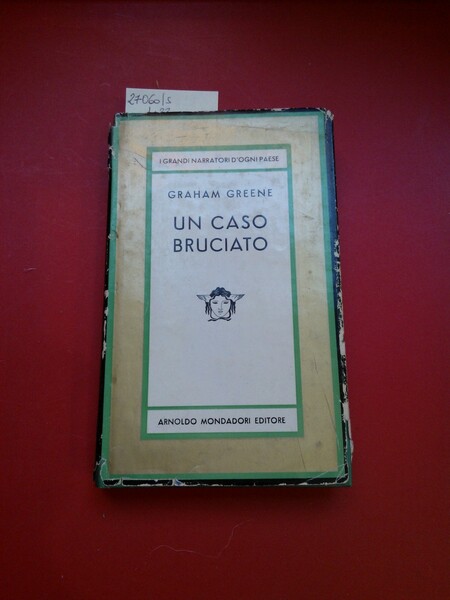 27060/s
I GRANDI NARRATORI D'OGNI PAESE
GRAHAM GREENE
UN CASO
BRUCIATO
ARNOLDO MONDADORI EDITORE